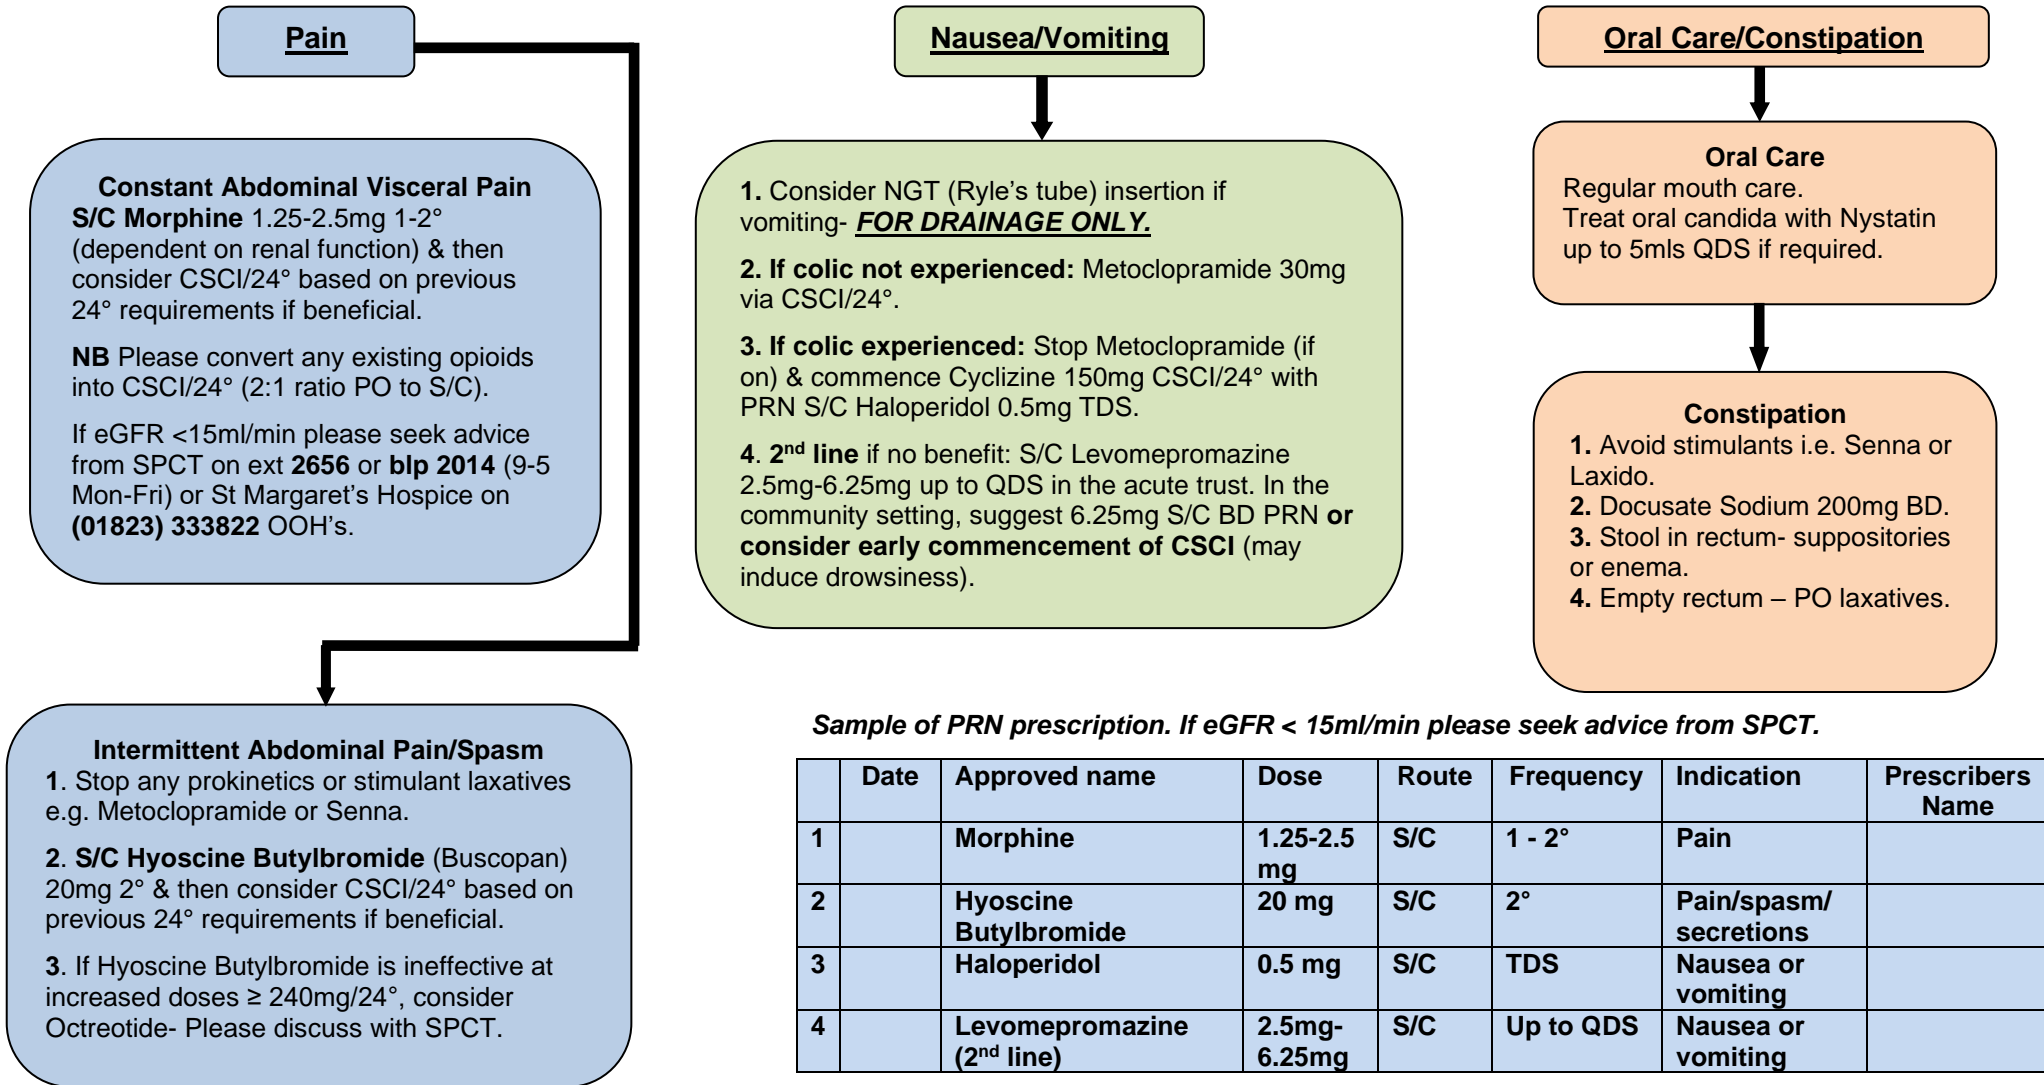 Pain
Constant Abdominal Visceral Pain
S/C Morphine 1.25-2.5mg 1-2°
(dependent on renal function) & then
consider CSCI/24° based on previous
24° requirements if beneficial.
NB Please convert any existing opioids
into CSCI/24° (2:1 ratio PO to S/C).
If eGFR <15ml/min please seek advice
from SPCT on ext 2656 or blp 2014 (9-5
Mon-Fri) or St Margaret's Hospice on
(01823) 333822 OOH's.
Intermittent Abdominal Pain/Spasm
1. Stop any prokinetics or stimulant laxatives
e.g. Metoclopramide or Senna.
2. S/C Hyoscine Butylbromide (Buscopan)
20mg 2° & then consider CSCI/24° based on
previous 24° requirements if beneficial.
3. If Hyoscine Butylbromide is ineffective at
increased doses ≥ 240mg/24°, consider
Octreotide- Please discuss with SPCT.
Nausea/Vomiting
1. Consider NGT (Ryle's tube) insertion if
vomiting- FOR DRAINAGE ONLY.
2. If colic not experienced: Metoclopramide 30mg
via CSCI/24°.
3. If colic experienced: Stop Metoclopramide (if
on) & commence Cyclizine 150mg CSCI/24° with
PRN S/C Haloperidol 0.5mg TDS.
4. 2nd line if no benefit: S/C Levomepromazine
2.5mg-6.25mg up to QDS in the acute trust. In the
community setting, suggest 6.25mg S/C BD PRN or
consider early commencement of CSCI (may
induce drowsiness).
Oral Care/Constipation
Oral Care
Regular mouth care.
Treat oral candida with Nystatin
up to 5mls QDS if required.
Constipation
1. Avoid stimulants i.e. Senna or
Laxido.
2. Docusate Sodium 200mg BD.
3. Stool in rectum- suppositories
or enema.
4. Empty rectum – PO laxatives.
Sample of PRN prescription. If eGFR < 15ml/min please seek advice from SPCT.
Date Approved name Dose Route Frequency Indication Prescribers
Name
1 Morphine 1.25-2.5 S/C 1 - 2° Pain
mg
2 Hyoscine 20 mg S/C 2° Pain/spasm/
Butylbromide secretions
3 Haloperidol 0.5 mg S/C TDS Nausea or
vomiting
4 Levomepromazine 2.5mg- S/C Up to QDS Nausea or
(2nd line) 6.25mg vomiting